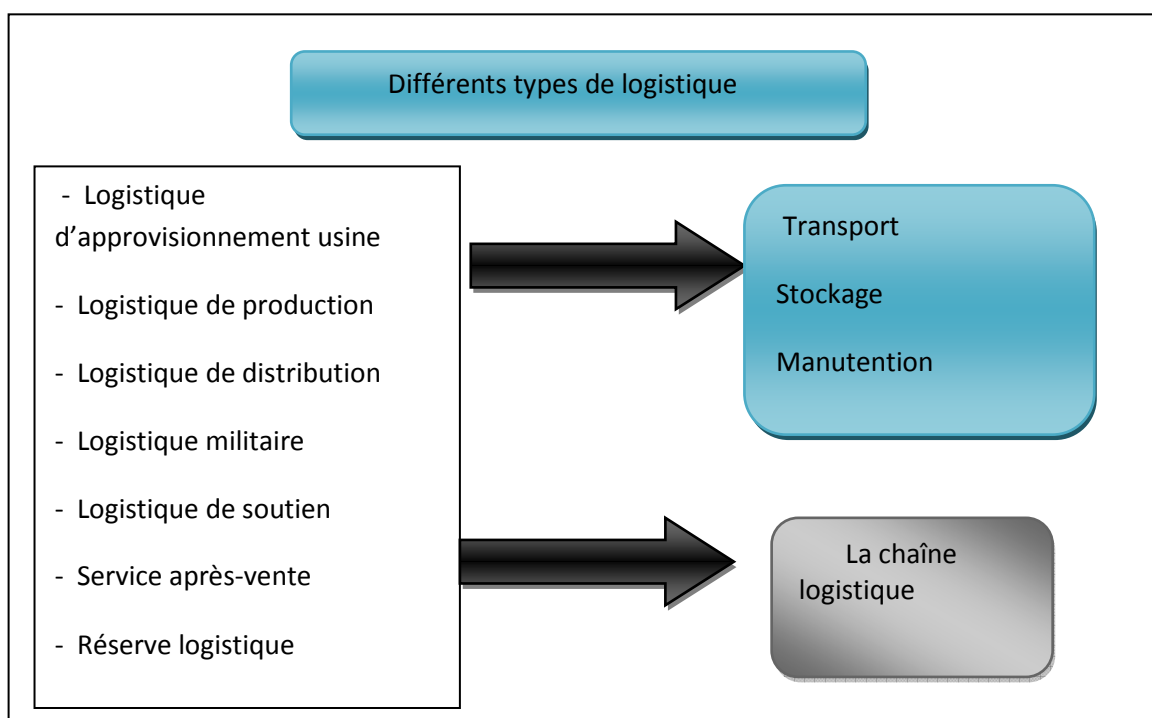 Différents types de logistique
- Logistique
d’approvisionnement usine
- Logistique de production
- Logistique de distribution
- Logistique militaire
- Logistique de soutien
- Service après-vente
- Réserve logistique
Transport
Stockage
Manutention
La chaîne
logistique